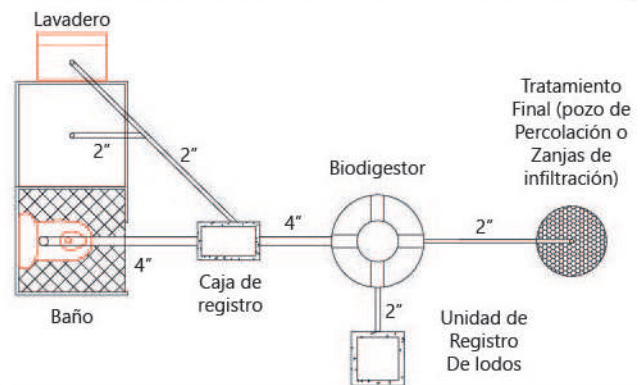 Lavadero
2"
2"
4"
Baño
Caja de
registro
4"
Biodigestor
2"
Unidad de
Registro
De lodos
2"
Tratamiento
Final (pozo de
Percolación o
Zanjas de
infiltración)